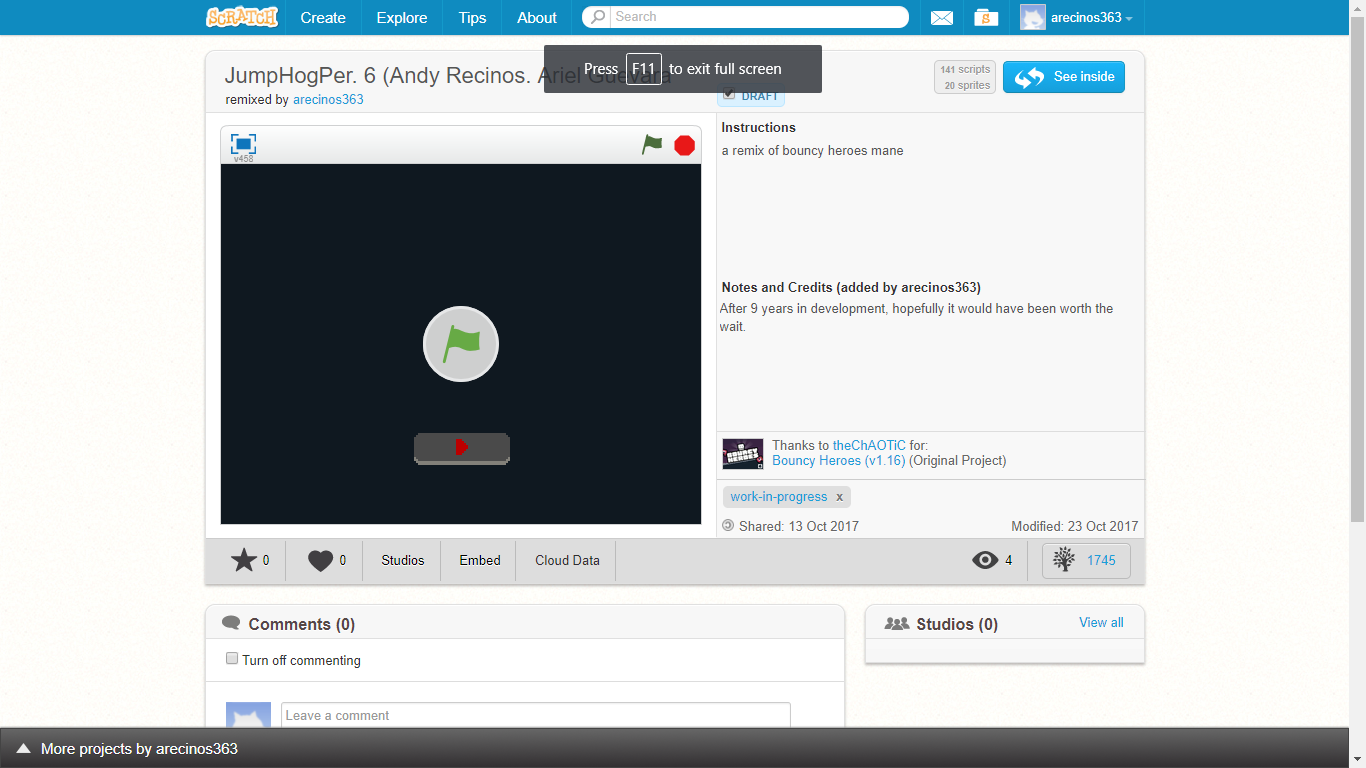 SCRATCH Create Explore Tips About Search arecinos363
Press F11 to exit full screen
JumpHogPer. 6 (Andy Recinos. Ariel Guevara
141 scripts
20 sprites
See inside
remixed by arecinos363
DRAFT
v458
Instructions
a remix of bouncy heroes mane
Notes and Credits (added by arecinos363)
After 9 years in development, hopefully it would have been worth the
wait.
Thanks to theChAOTiC for:
Bouncy Heroes (v1.16) (Original Project)
work-in-progress x
Shared: 13 Oct 2017 Modified: 23 Oct 2017
0 0 Studios Embed Cloud Data 4 1745
Comments (0)
Studios (0) View all
Turn off commenting
Leave a comment
More projects by arecinos363